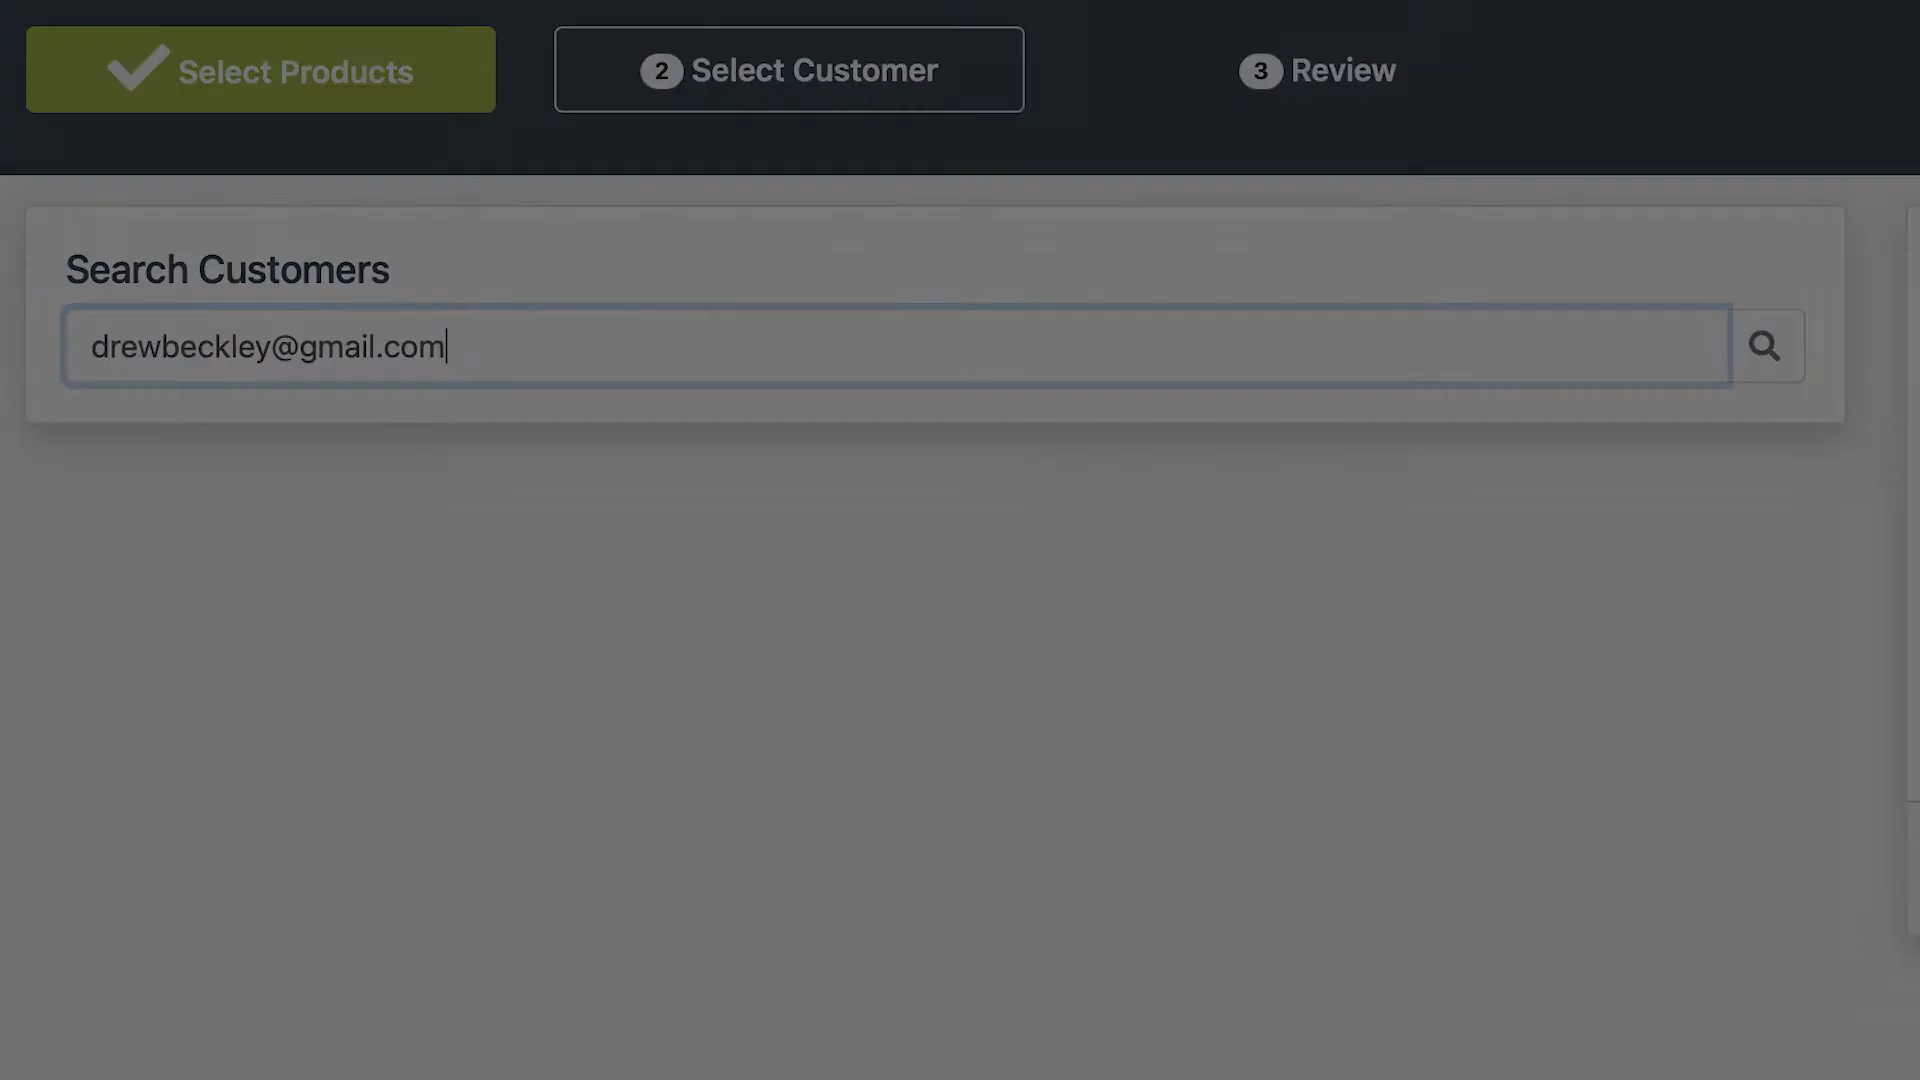 Select Products
2 Select Customer
3 Review
Search Customers
drewbeckley@gmail.com